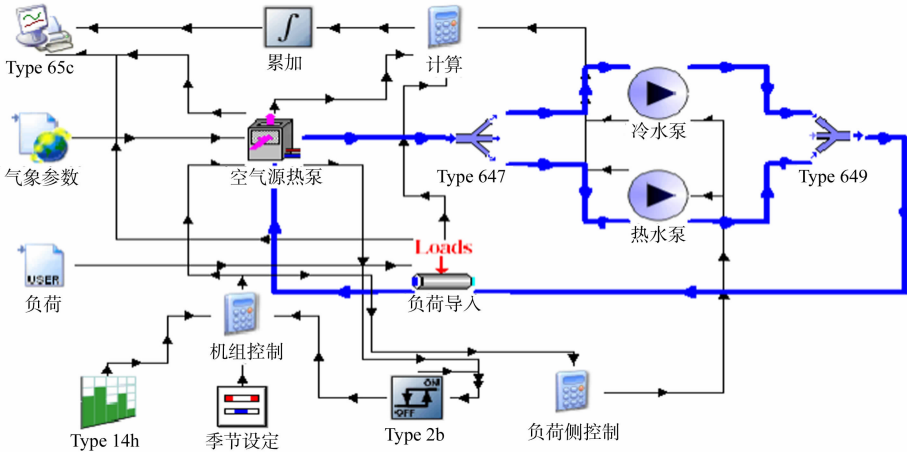 Type 65c
累加
计算
冷水泵
气象参数
空气源热泵
Type 647
Type 649
热水泵
Loads
USER
负荷
负荷导入
机组控制
ON
OFF
Type 14h
季节设定
Type 2b
负荷侧控制